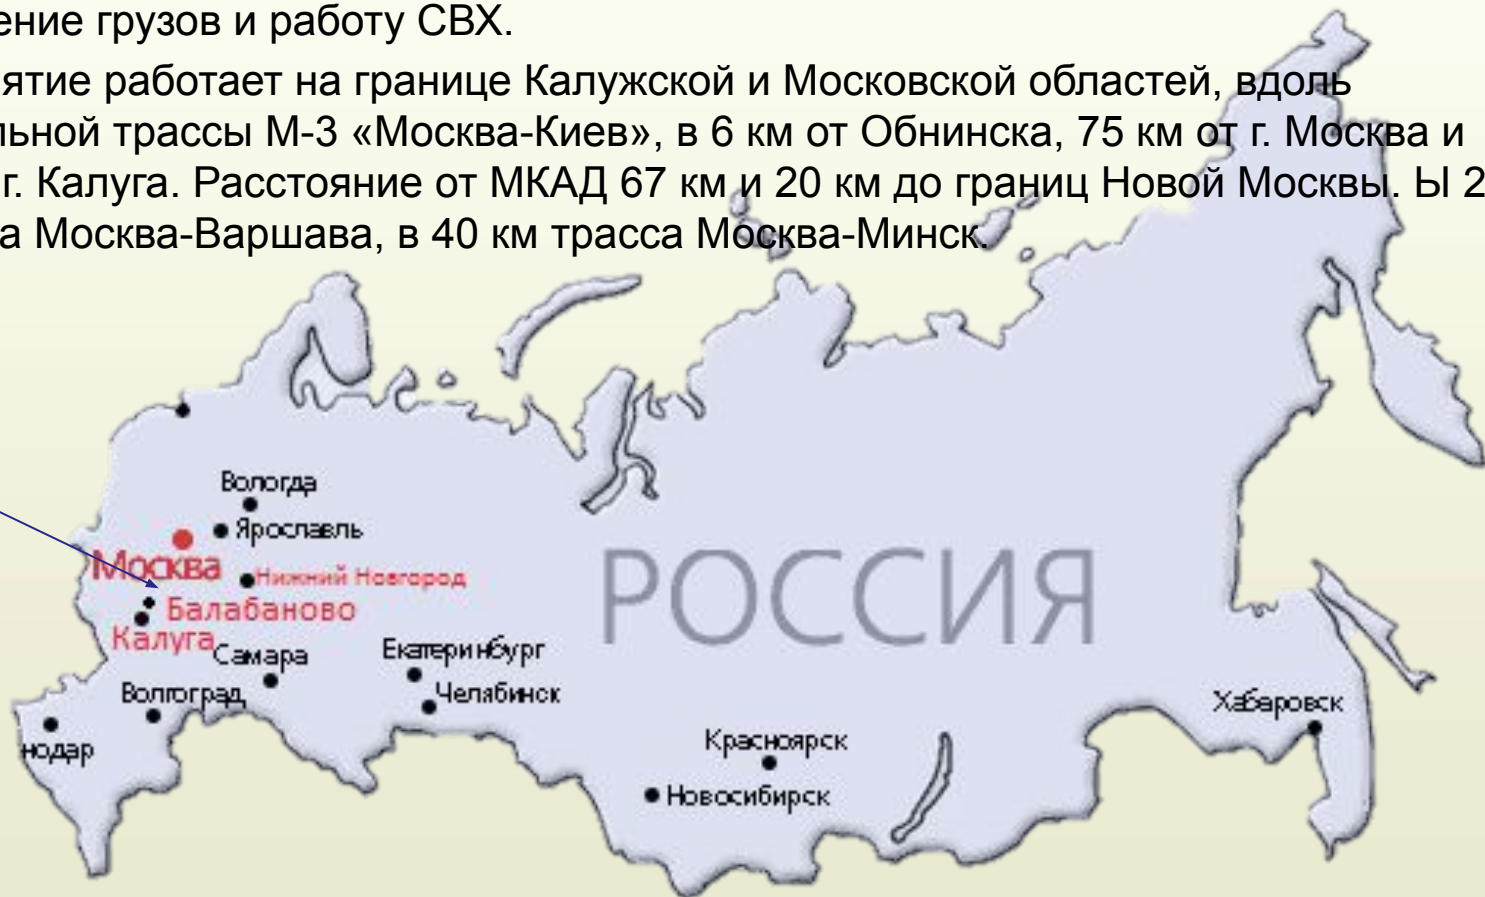 ение грузов и работу СВХ.
ятие работает на границе Калужской и Московской областей, вдоль
льной трассы М-3 «Москва-Киев», в 6 км от Обнинска, 75 км от г. Москва и
г. Калуга. Расстояние от МКАД 67 км и 20 км до границ Новой Москвы. Ы 2
а Москва-Варшава, в 40 км трасса Москва-Минск.
Вологда
Ярославль
Москва
Нижний Новгород
Балабаново
Калуга
РОССИЯ
Самара
Екатеринбург
Волгоград
Челябинск
Хабаровск
нодар
Красноярск
Новосибирск